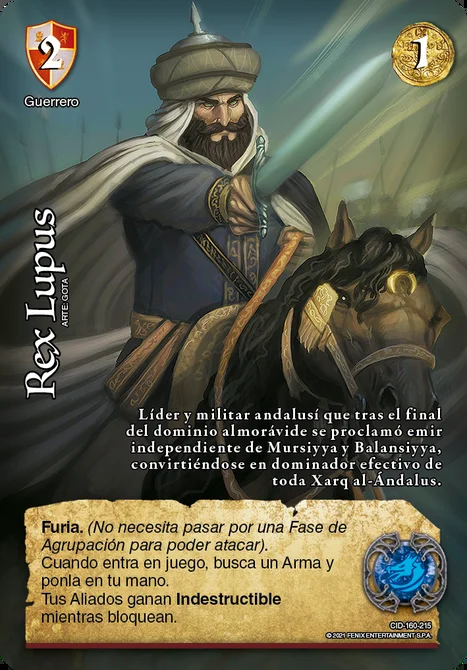 2
1
Guerrero
Rex Lupus
ARTE: GOTA
Líder y militar andalusí que tras el final
del dominio almorávide se proclamó emir
independiente de Mursiyya y Balansiyya,
convirtiéndose en dominador efectivo de
toda Xarq al-Ándalus.
Furia. (No necesita pasar por una Fase de
Agrupación para poder atacar).
Cuando entra en juego, busca un Arma y
ponla en tu mano.
Tus Aliados ganan Indestructible
mientras bloquean.
CID-160-215
© 2021 FENIX ENTERTAINMENT S.P.A.